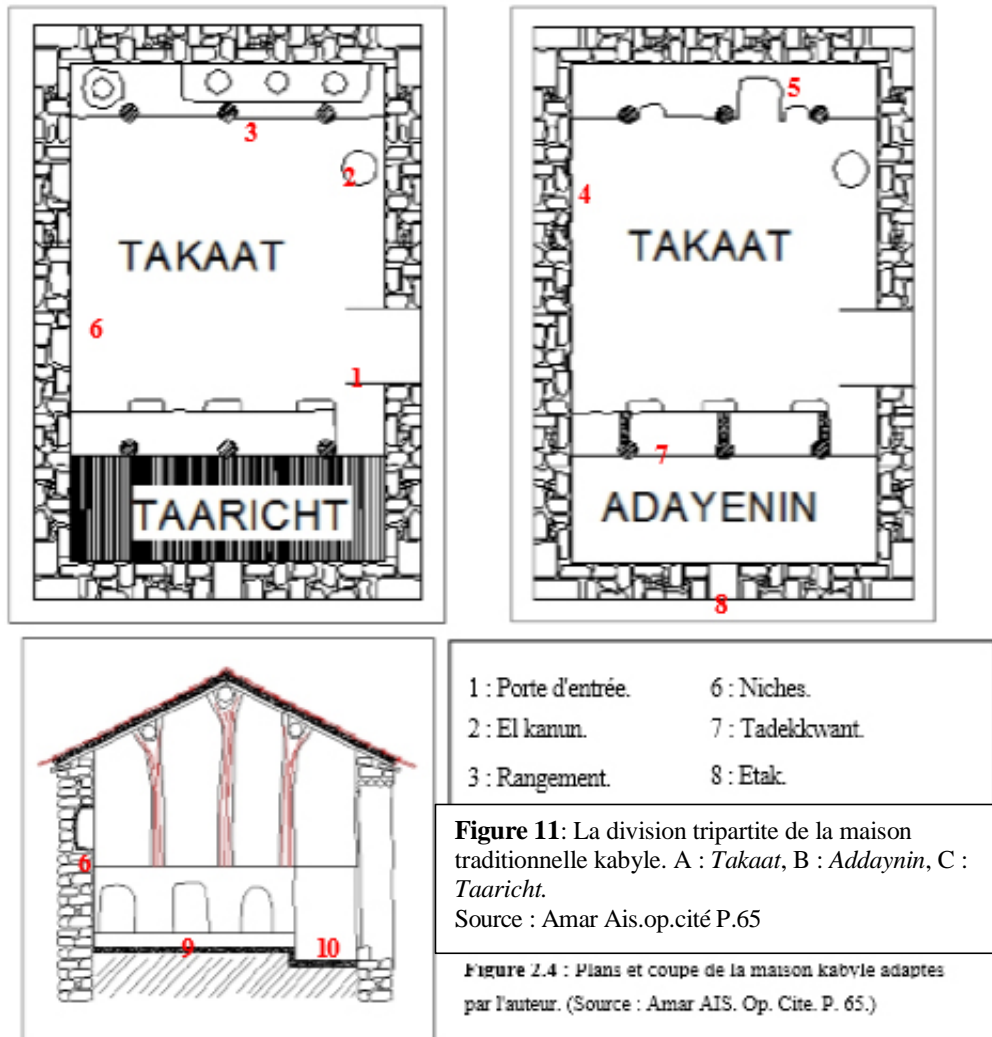 3
2
TAKAAT
6
1
TAARICHT
5
4
TAKAAT
7
ADAYENIN
8
6
9
10
1 : Porte d'entrée.
6 : Niches.
2 : El kanun.
7 : Tadekkwant.
3 : Rangement.
8 : Etak.
Figure 11: La division tripartite de la maison
traditionnelle kabyle. A : Takaat, B : Addaynin, C :
Taaricht.
Source : Amar Ais.op.cité P.65
Figure 2.4 : Plans et coupe de la maison kabyle adaptés
par l'auteur. (Source : Amar AIS. Op. Cite. P. 65.)